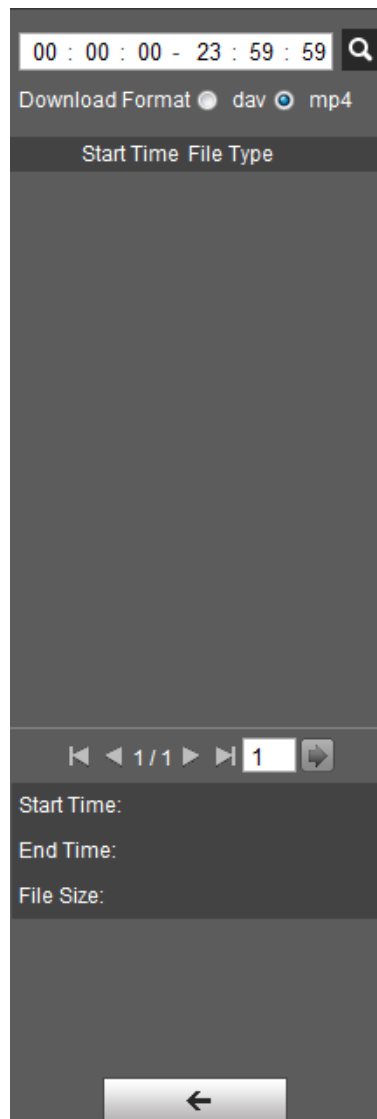 00 : 00 : 00 - 23 : 59 : 59
Download Format dav mp4
Start Time File Type
1 / 1 1
Start Time:
End Time:
File Size: